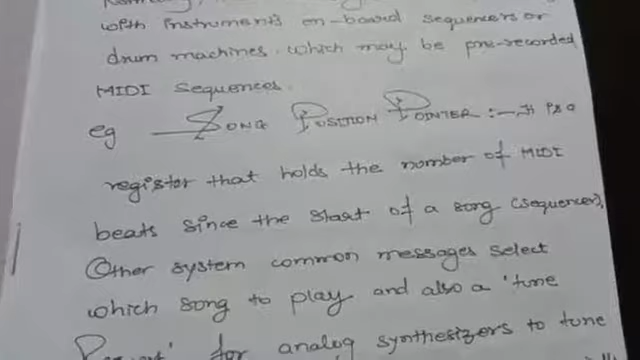 with instruments on-board sequencers or
drum machines which may be pre-recorded
MIDI sequences.
eg → SONG POSITION POINTER :- It is a
register that holds the number of MIDI
beats since the start of a song (sequence).
Other system common messages select
which song to play and also a 'tune
Request' for analog synthesizers to tune